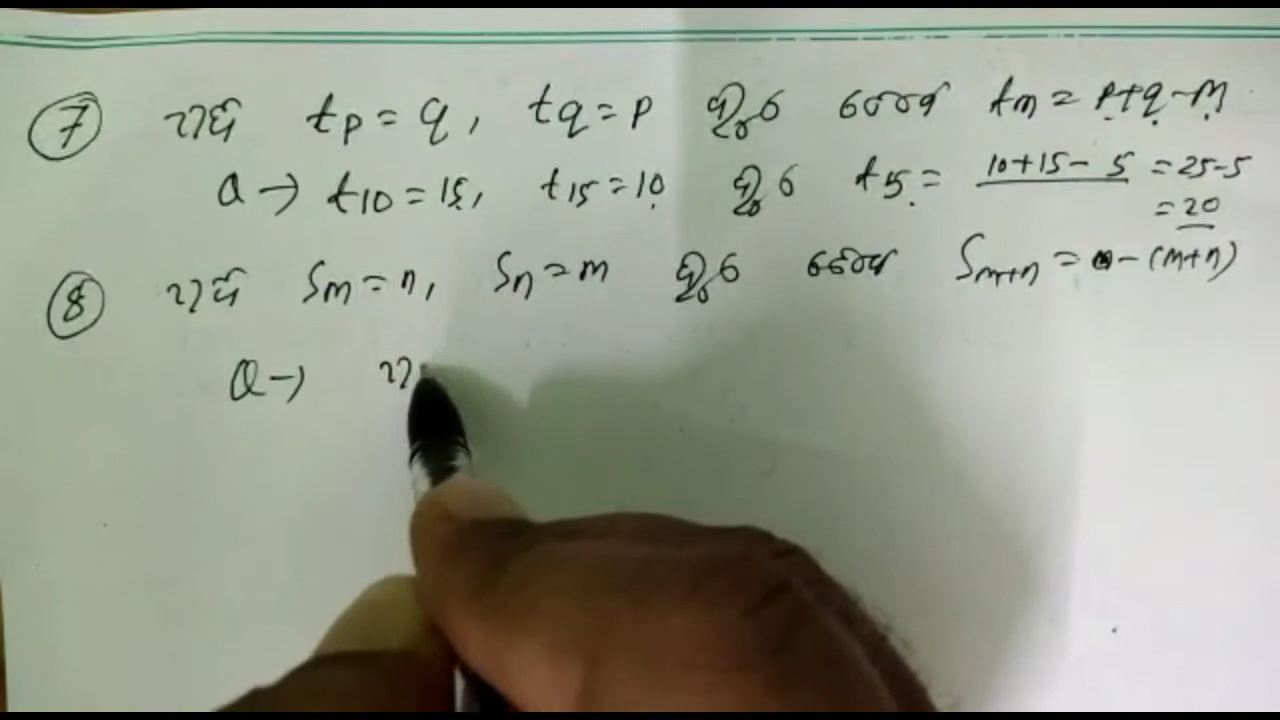 ⑦ ଯଦି tp = q, tq = p ହୁଏ ତେବେ tm = p+q-m
Q → t10 = 15, t15 = 10 ହୁଏ t5 = 10+15-5 = 25-5
= 20
⑧ ଯଦି Sm = n, Sn = m ହୁଏ ତେବେ Sm+n = -(m+n)
Q → ଯ